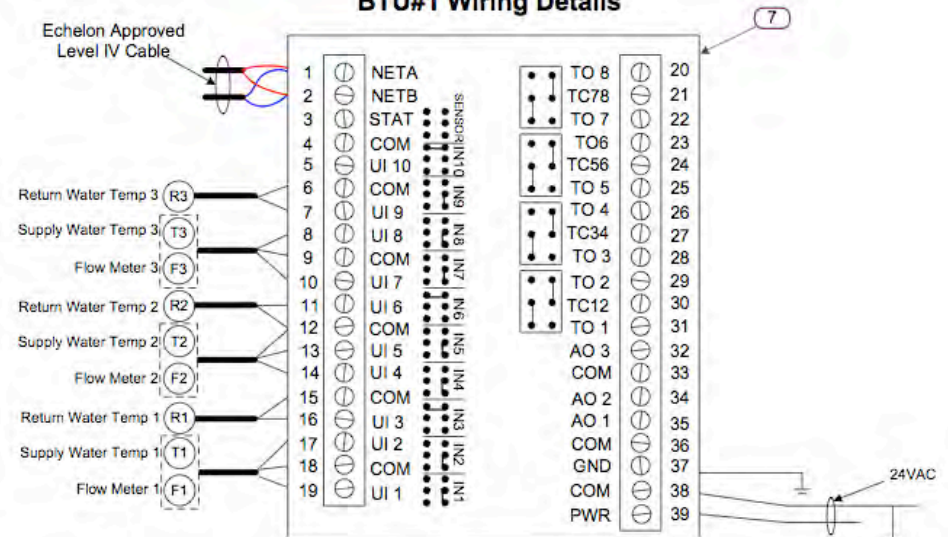 BTU#1 Wiring Details
7
Echelon Approved
Level IV Cable
1 NETA
2 NETB
3 STAT
4 COM
5 UI 10
6 COM
7 UI 9
8 UI 8
9 COM
10 UI 7
11 UI 6
12 COM
13 UI 5
14 UI 4
15 COM
16 UI 3
17 UI 2
18 COM
19 UI 1
SENSOR
IN10
IN9
IN8
IN7
IN6
IN5
IN4
IN3
IN2
IN1
Return Water Temp 3 R3
Supply Water Temp 3 T3
Flow Meter 3 F3
Return Water Temp 2 R2
Supply Water Temp 2 T2
Flow Meter 2 F2
Return Water Temp 1 R1
Supply Water Temp 1 T1
Flow Meter 1 F1
TO 8 20
TC78 21
TO 7 22
TO6 23
TC56 24
TO 5 25
TO 4 26
TC34 27
TO 3 28
TO 2 29
TC12 30
TO 1 31
AO 3 32
COM 33
AO 2 34
AO 1 35
COM 36
GND 37
COM 38
PWR 39
24VAC